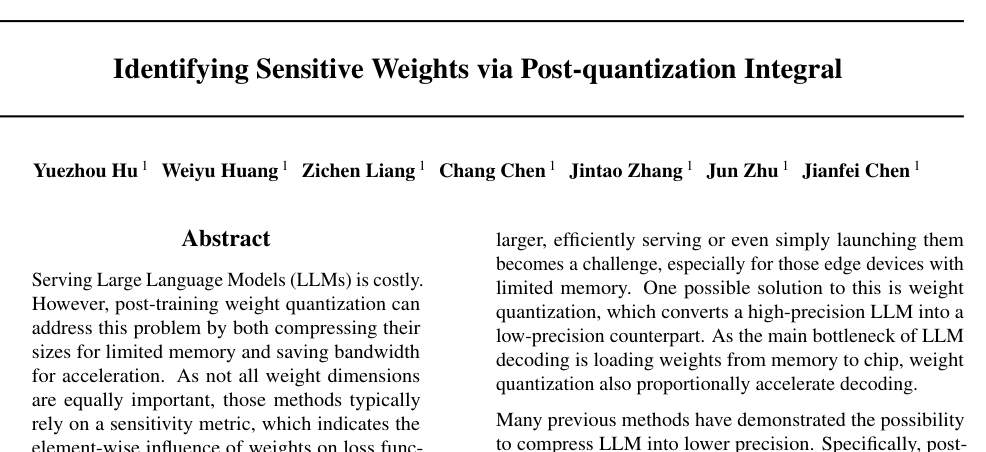 Identifying Sensitive Weights via Post-quantization Integral
Yuezhou Hu 1 Weiyu Huang 1 Zichen Liang 1 Chang Chen 1 Jintao Zhang 1 Jun Zhu 1 Jianfei Chen 1
Abstract
Serving Large Language Models (LLMs) is costly.
However, post-training weight quantization can
address this problem by both compressing their
sizes for limited memory and saving bandwidth
for acceleration. As not all weight dimensions
are equally important, those methods typically
rely on a sensitivity metric, which indicates the
element-wise influence of weights on loss func-
larger, efficiently serving or even simply launching them
becomes a challenge, especially for those edge devices with
limited memory. One possible solution to this is weight
quantization, which converts a high-precision LLM into a
low-precision counterpart. As the main bottleneck of LLM
decoding is loading weights from memory to chip, weight
quantization also proportionally accelerate decoding.
Many previous methods have demonstrated the possibility
to compress LLM into lower precision. Specifically, post-